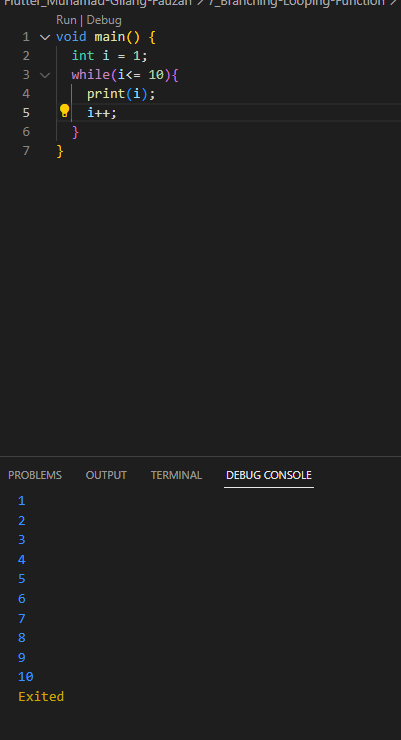 Flutter_Muhamad-Gilang-Fauzan > 7_Branching-Looping-Function >
Run | Debug
1 void main() {
2 int i = 1;
3 while(i<= 10){
4 print(i);
5 i++;
6 }
7 }
PROBLEMS OUTPUT TERMINAL DEBUG CONSOLE
1
2
3
4
5
6
7
8
9
10
Exited